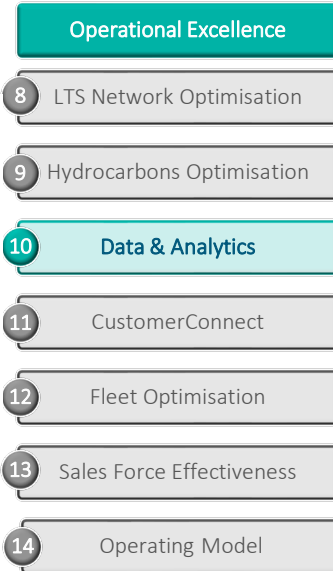 Operational Excellence
8 LTS Network Optimisation
9 Hydrocarbons Optimisation
10 Data & Analytics
11 CustomerConnect
12 Fleet Optimisation
13 Sales Force Effectiveness
14 Operating Model